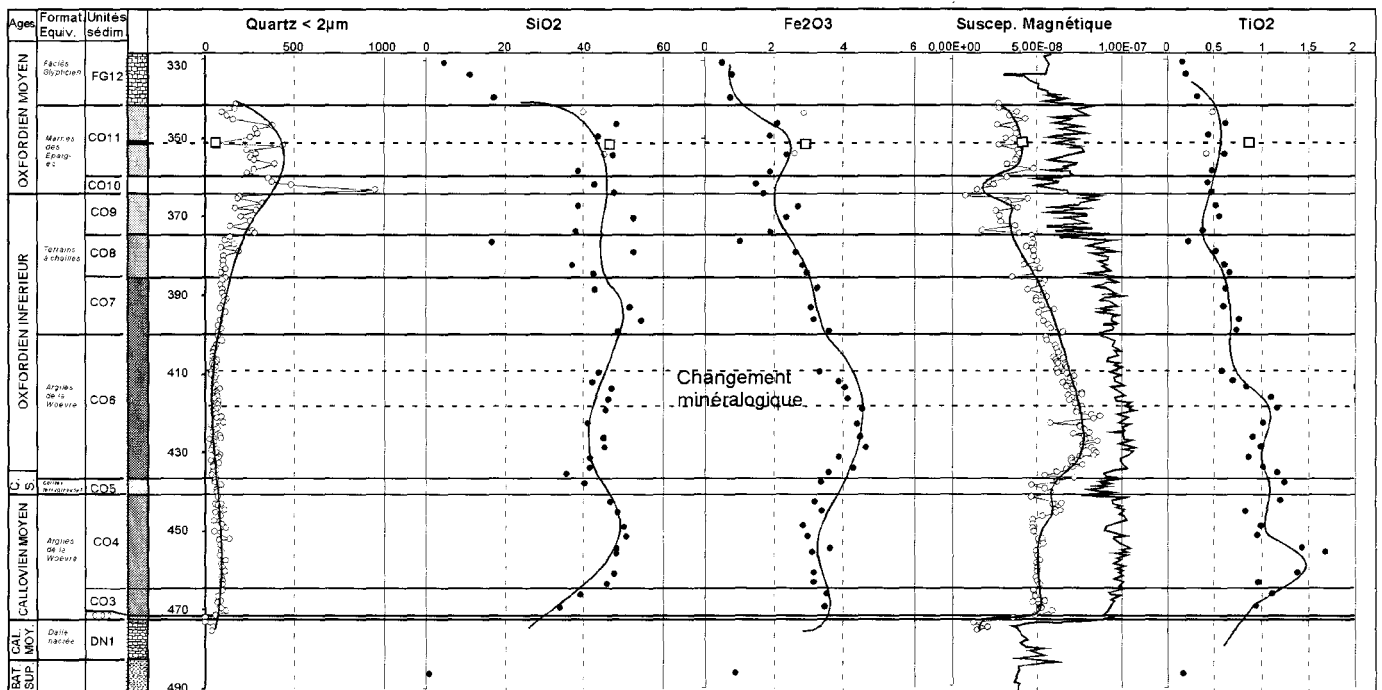 Ages Format. Equiv. Unités sédim. Quartz < 2µm SiO2 Fe2O3 Suscep. Magnétique TiO2
0 500 1000 0 20 40 60 0 2 4 6 0,00E+00 5,00E-08 1,00E-07 0 0,5 1 1,5 2
OXFORDIEN MOYEN
Faciès Glypticien
FG12
330
Marnes des Eparges
CO11
350
CO10
OXFORDIEN INFERIEUR
Terrains à chailles
CO9
370
CO8
CO7
390
Argiles de la Woëvre
CO6
410
Changement
minéralogique
430
C. S.
CO5
CALLOVIEN MOYEN
Argiles de la Woëvre
CO4
450
CO3
470
CAL. MOY.
Dalle nacrée
DN1
BAT. SUP.
490